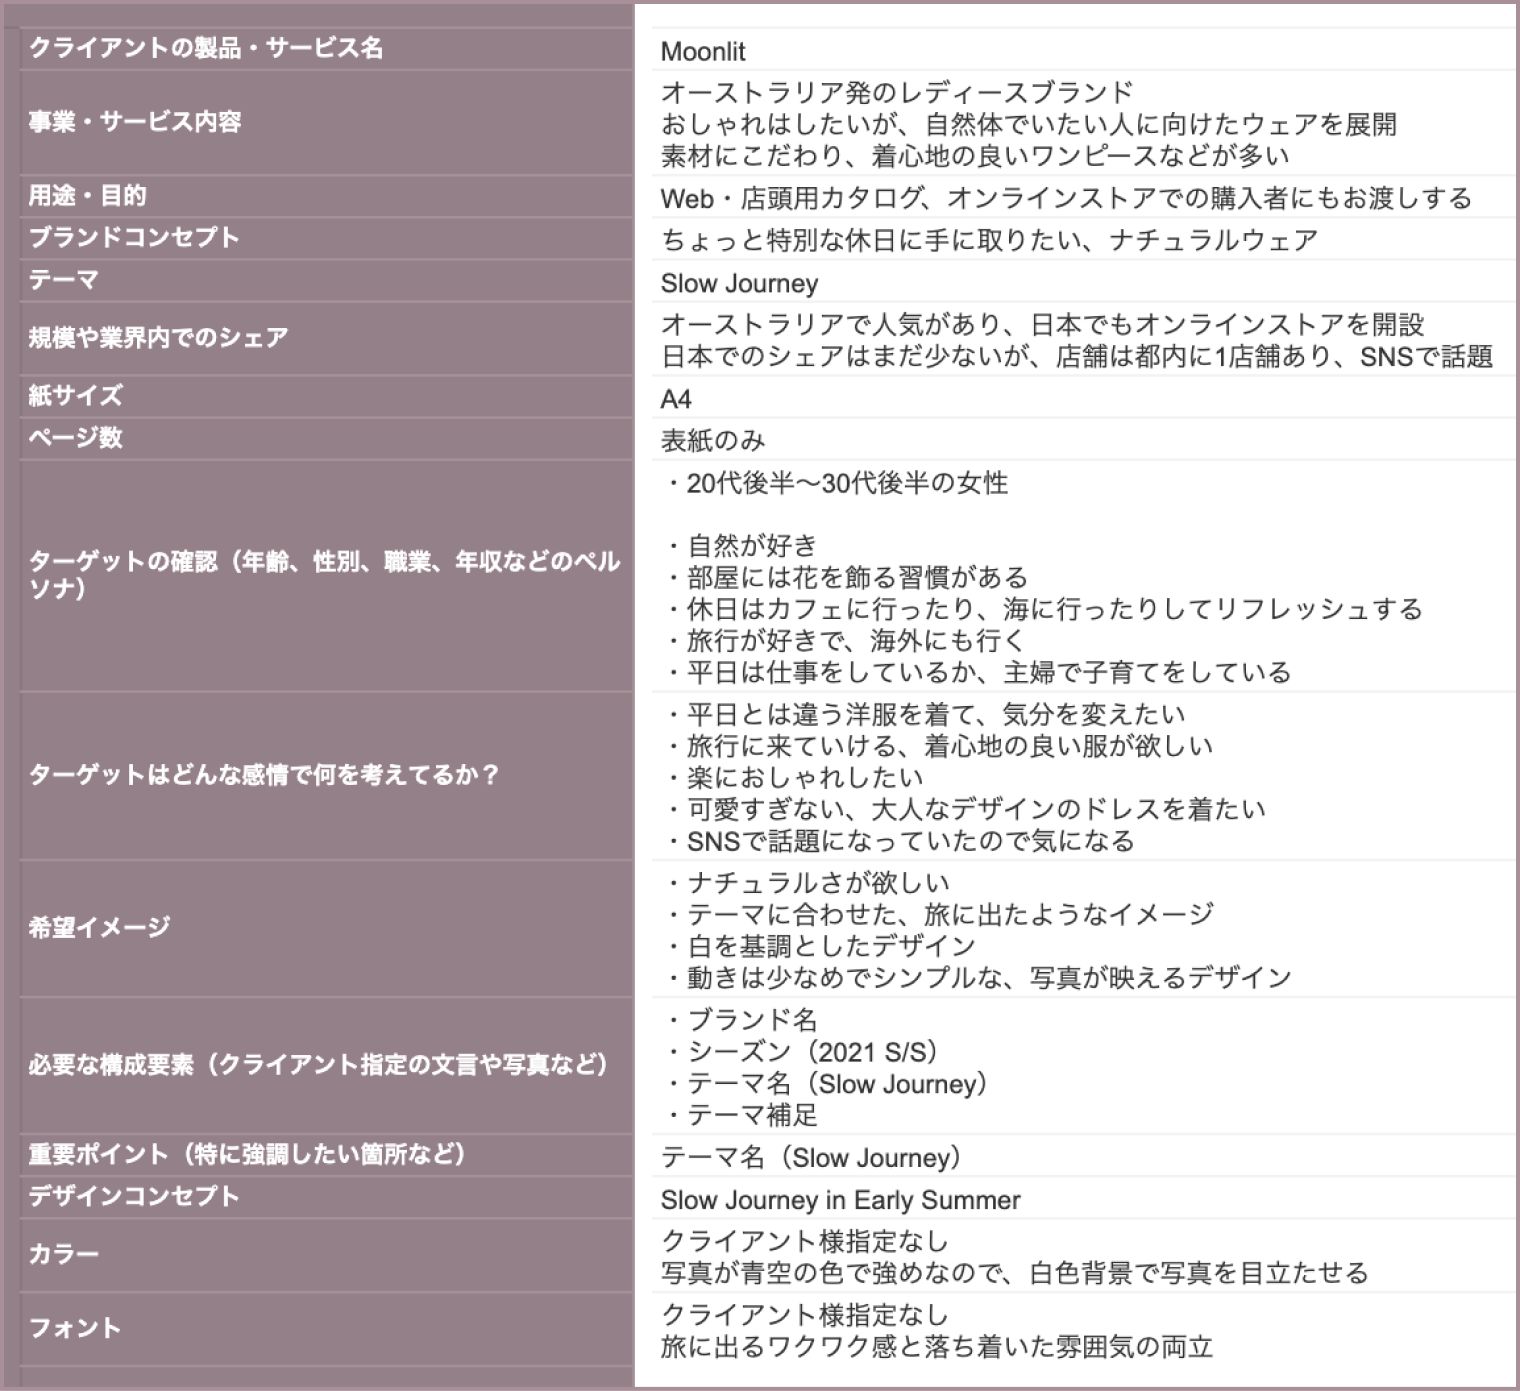 クライアントの製品・サービス名
Moonlit
事業・サービス内容
オーストラリア発のレディースブランド
おしゃれはしたいが、自然体でいたい人に向けたウェアを展開
素材にこだわり、着心地の良いワンピースなどが多い
用途・目的
Web・店頭用カタログ、オンラインストアでの購入者にもお渡しする
ブランドコンセプト
ちょっと特別な休日に手に取りたい、ナチュラルウェア
テーマ
Slow Journey
規模や業界内でのシェア
オーストラリアで人気があり、日本でもオンラインストアを開設
日本でのシェアはまだ少ないが、店舗は都内に1店舗あり、SNSで話題
紙サイズ
A4
ページ数
表紙のみ
ターゲットの確認（年齢、性別、職業、年収などのペル
ソナ）
・20代後半〜30代後半の女性
・自然が好き
・部屋には花を飾る習慣がある
・休日はカフェに行ったり、海に行ったりしてリフレッシュする
・旅行が好きで、海外にも行く
・平日は仕事をしているか、主婦で子育てをしている
ターゲットはどんな感情で何を考えてるか？
・平日とは違う洋服を着て、気分を変えたい
・旅行に来ていける、着心地の良い服が欲しい
・楽におしゃれしたい
・可愛すぎない、大人なデザインのドレスを着たい
・SNSで話題になっていたので気になる
希望イメージ
・ナチュラルさが欲しい
・テーマに合わせた、旅に出たようなイメージ
・白を基調としたデザイン
・動きは少なめでシンプルな、写真が映えるデザイン
必要な構成要素（クライアント指定の文言や写真など）
・ブランド名
・シーズン（2021 S/S）
・テーマ名（Slow Journey）
・テーマ補足
重要ポイント（特に強調したい箇所など）
テーマ名（Slow Journey）
デザインコンセプト
Slow Journey in Early Summer
カラー
クライアント様指定なし
写真が青空の色で強めなので、白色背景で写真を目立たせる
フォント
クライアント様指定なし
旅に出るワクワク感と落ち着いた雰囲気の両立